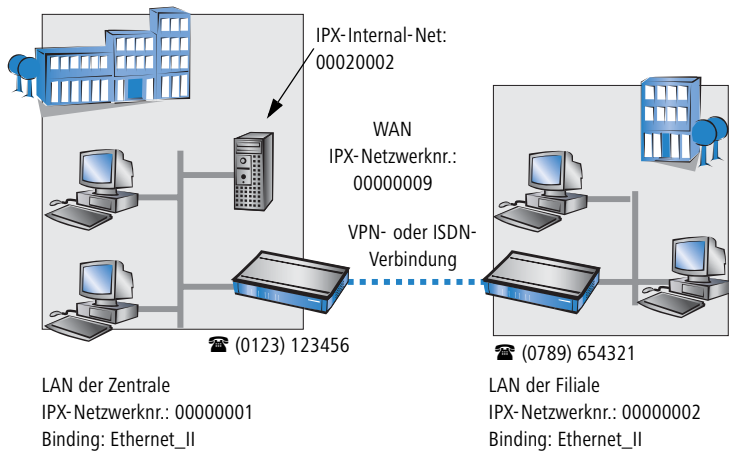 IPX-Internal-Net:
00020002
WAN
IPX-Netzwerknr.:
00000009
VPN- oder ISDN-
Verbindung
☎ (0123) 123456
☎ (0789) 654321
LAN der Zentrale
IPX-Netzwerknr.: 00000001
Binding: Ethernet_II
LAN der Filiale
IPX-Netzwerknr.: 00000002
Binding: Ethernet_II